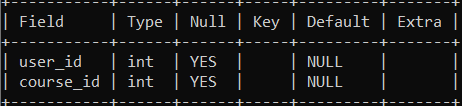 | Field | Type | Null | Key | Default | Extra |
| user_id | int | YES | | NULL | |
| course_id | int | YES | | NULL | |